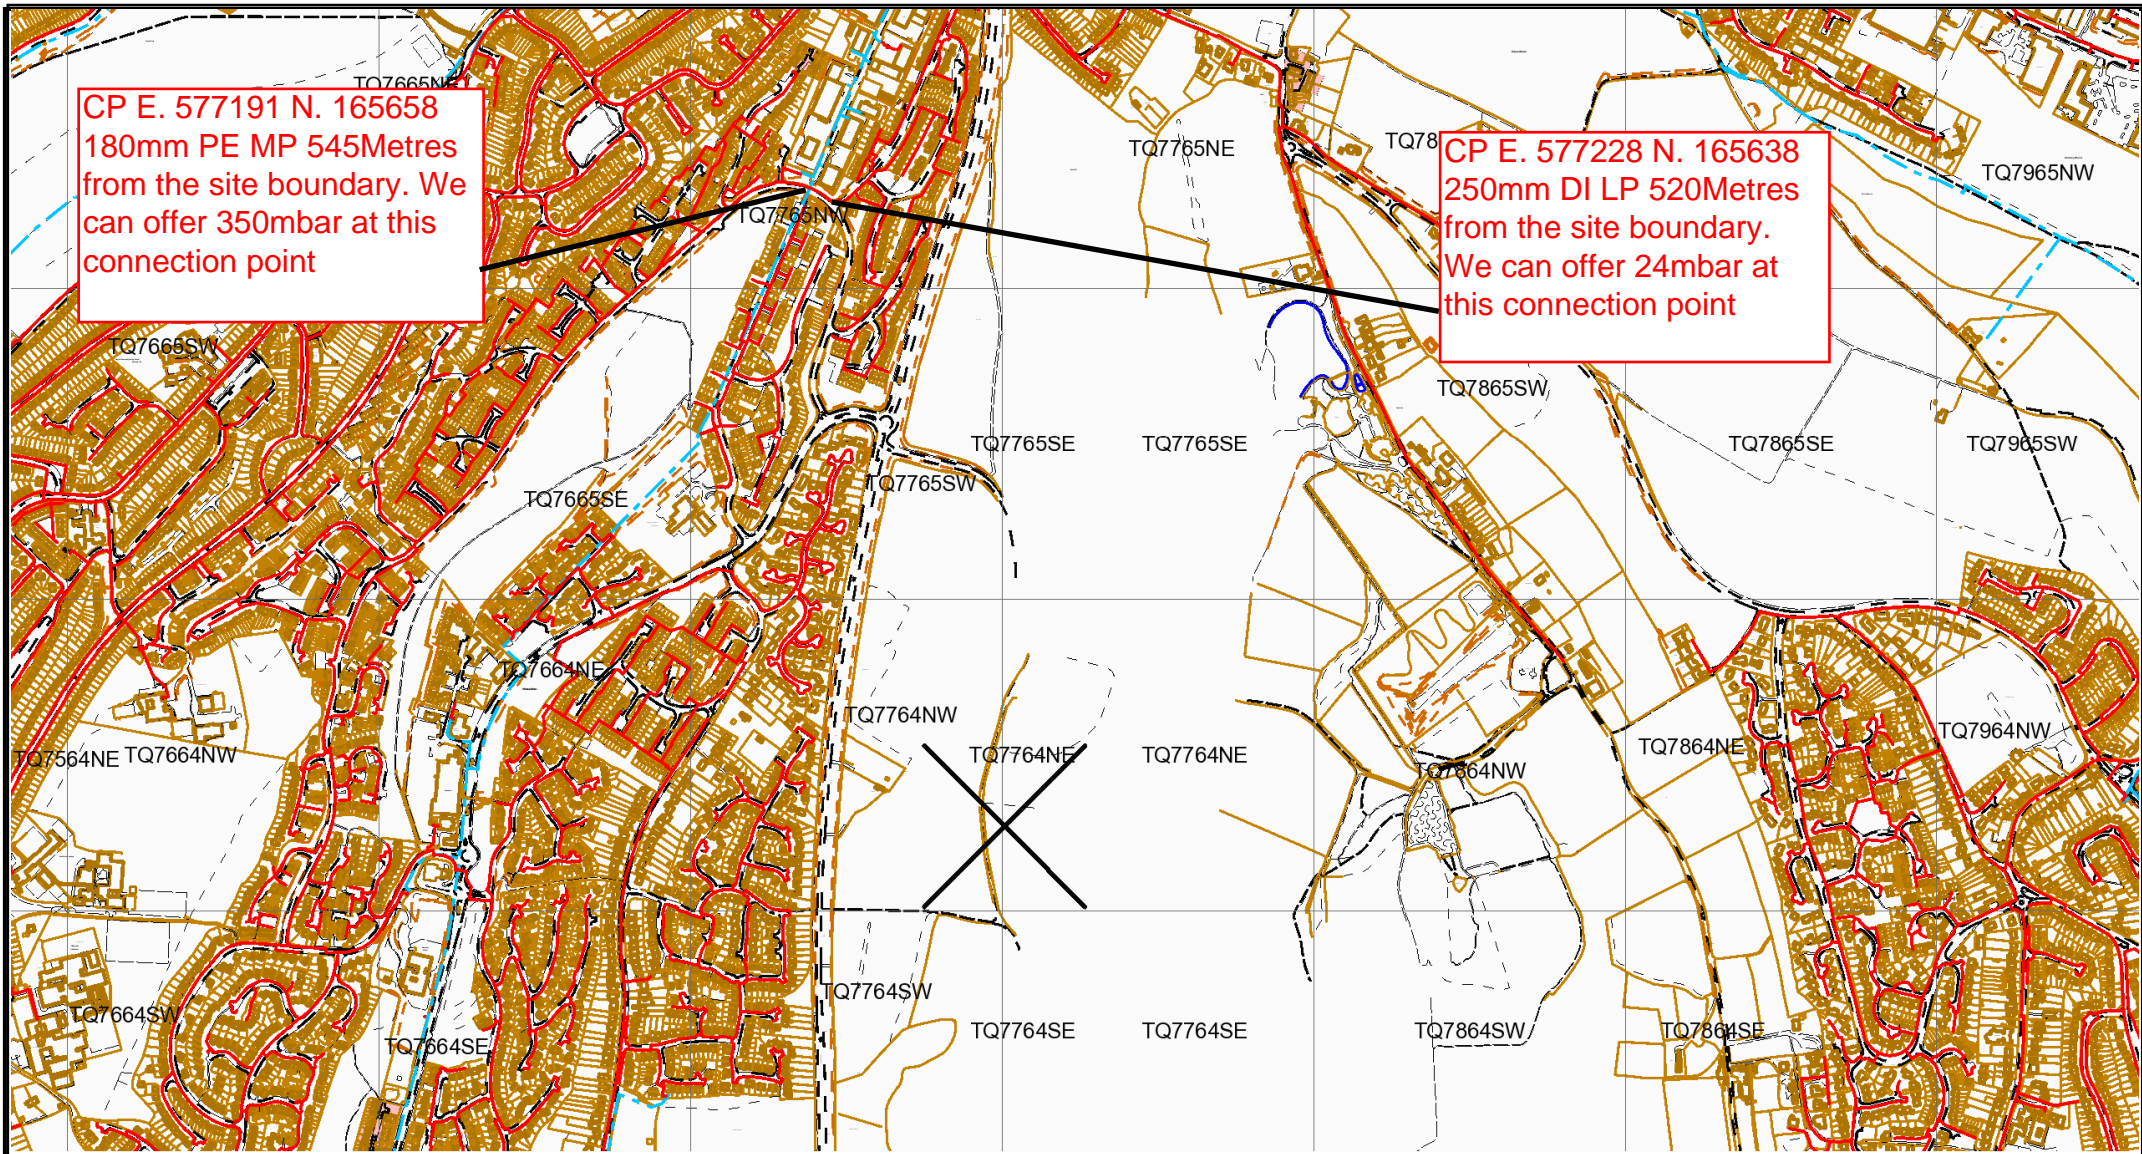 TQ7665NE
CP E. 577191 N. 165658
180mm PE MP 545Metres
from the site boundary. We
can offer 350mbar at this
connection point
TQ7765NE
TQ78
CP E. 577228 N. 165638
250mm DI LP 520Metres
from the site boundary.
We can offer 24mbar at
this connection point
TQ7965NW
TQ7765NW
TQ7665SW
TQ7865SW
TQ7765SE
TQ7765SE
TQ7865SE
TQ7965SW
TQ7665SE
TQ7765SW
TQ7664NE
TQ7764NW
TQ7564NE
TQ7664NW
TQ7764NE
TQ7764NE
TQ7864NW
TQ7864NE
TQ7964NW
TQ7664SW
TQ7764SW
TQ7664SE
TQ7764SE
TQ7764SE
TQ7864SW
TQ7864SE